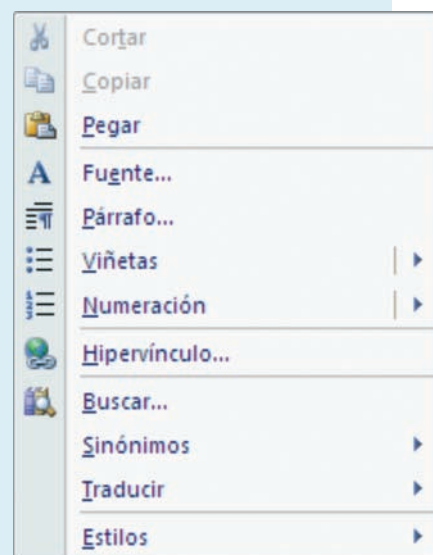 Cortar
Copiar
Pegar
Fuente...
Párrafo...
Viñetas
Numeración
Hipervínculo...
Buscar...
Sinónimos
Traducir
Estilos